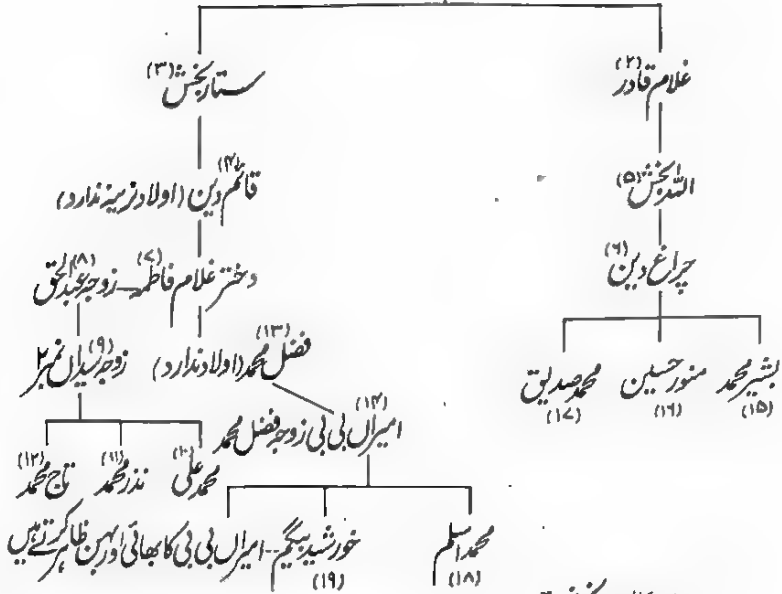 غلام قادر (۲) ستار بخش (۳)
اللہ بخش (۵) قائم دین (۴) (اولاد نرینہ ندارد)
چراغ دین (۶) دختر غلام فاطمہ (۷) زوجہ عبدالحق (۸)
فضل محمد (۱۳) (اولاد ندارد) زوجہ سیداں نمبر ۲ (۹)
بشیر محمد (۱۵) منور حسین (۱۶) محمد صدیق (۱۷)
امیراں بی بی زوجہ فضل محمد (۱۴)
محمد علی (۱۰) نذر محمد (۱۱) تاج محمد (۱۲)
محمد اسلم (۱۸) خورشید بیگم (۱۹) -- امیراں بی بی کا بھائی اور بہن ظاہر کرتے ہیں